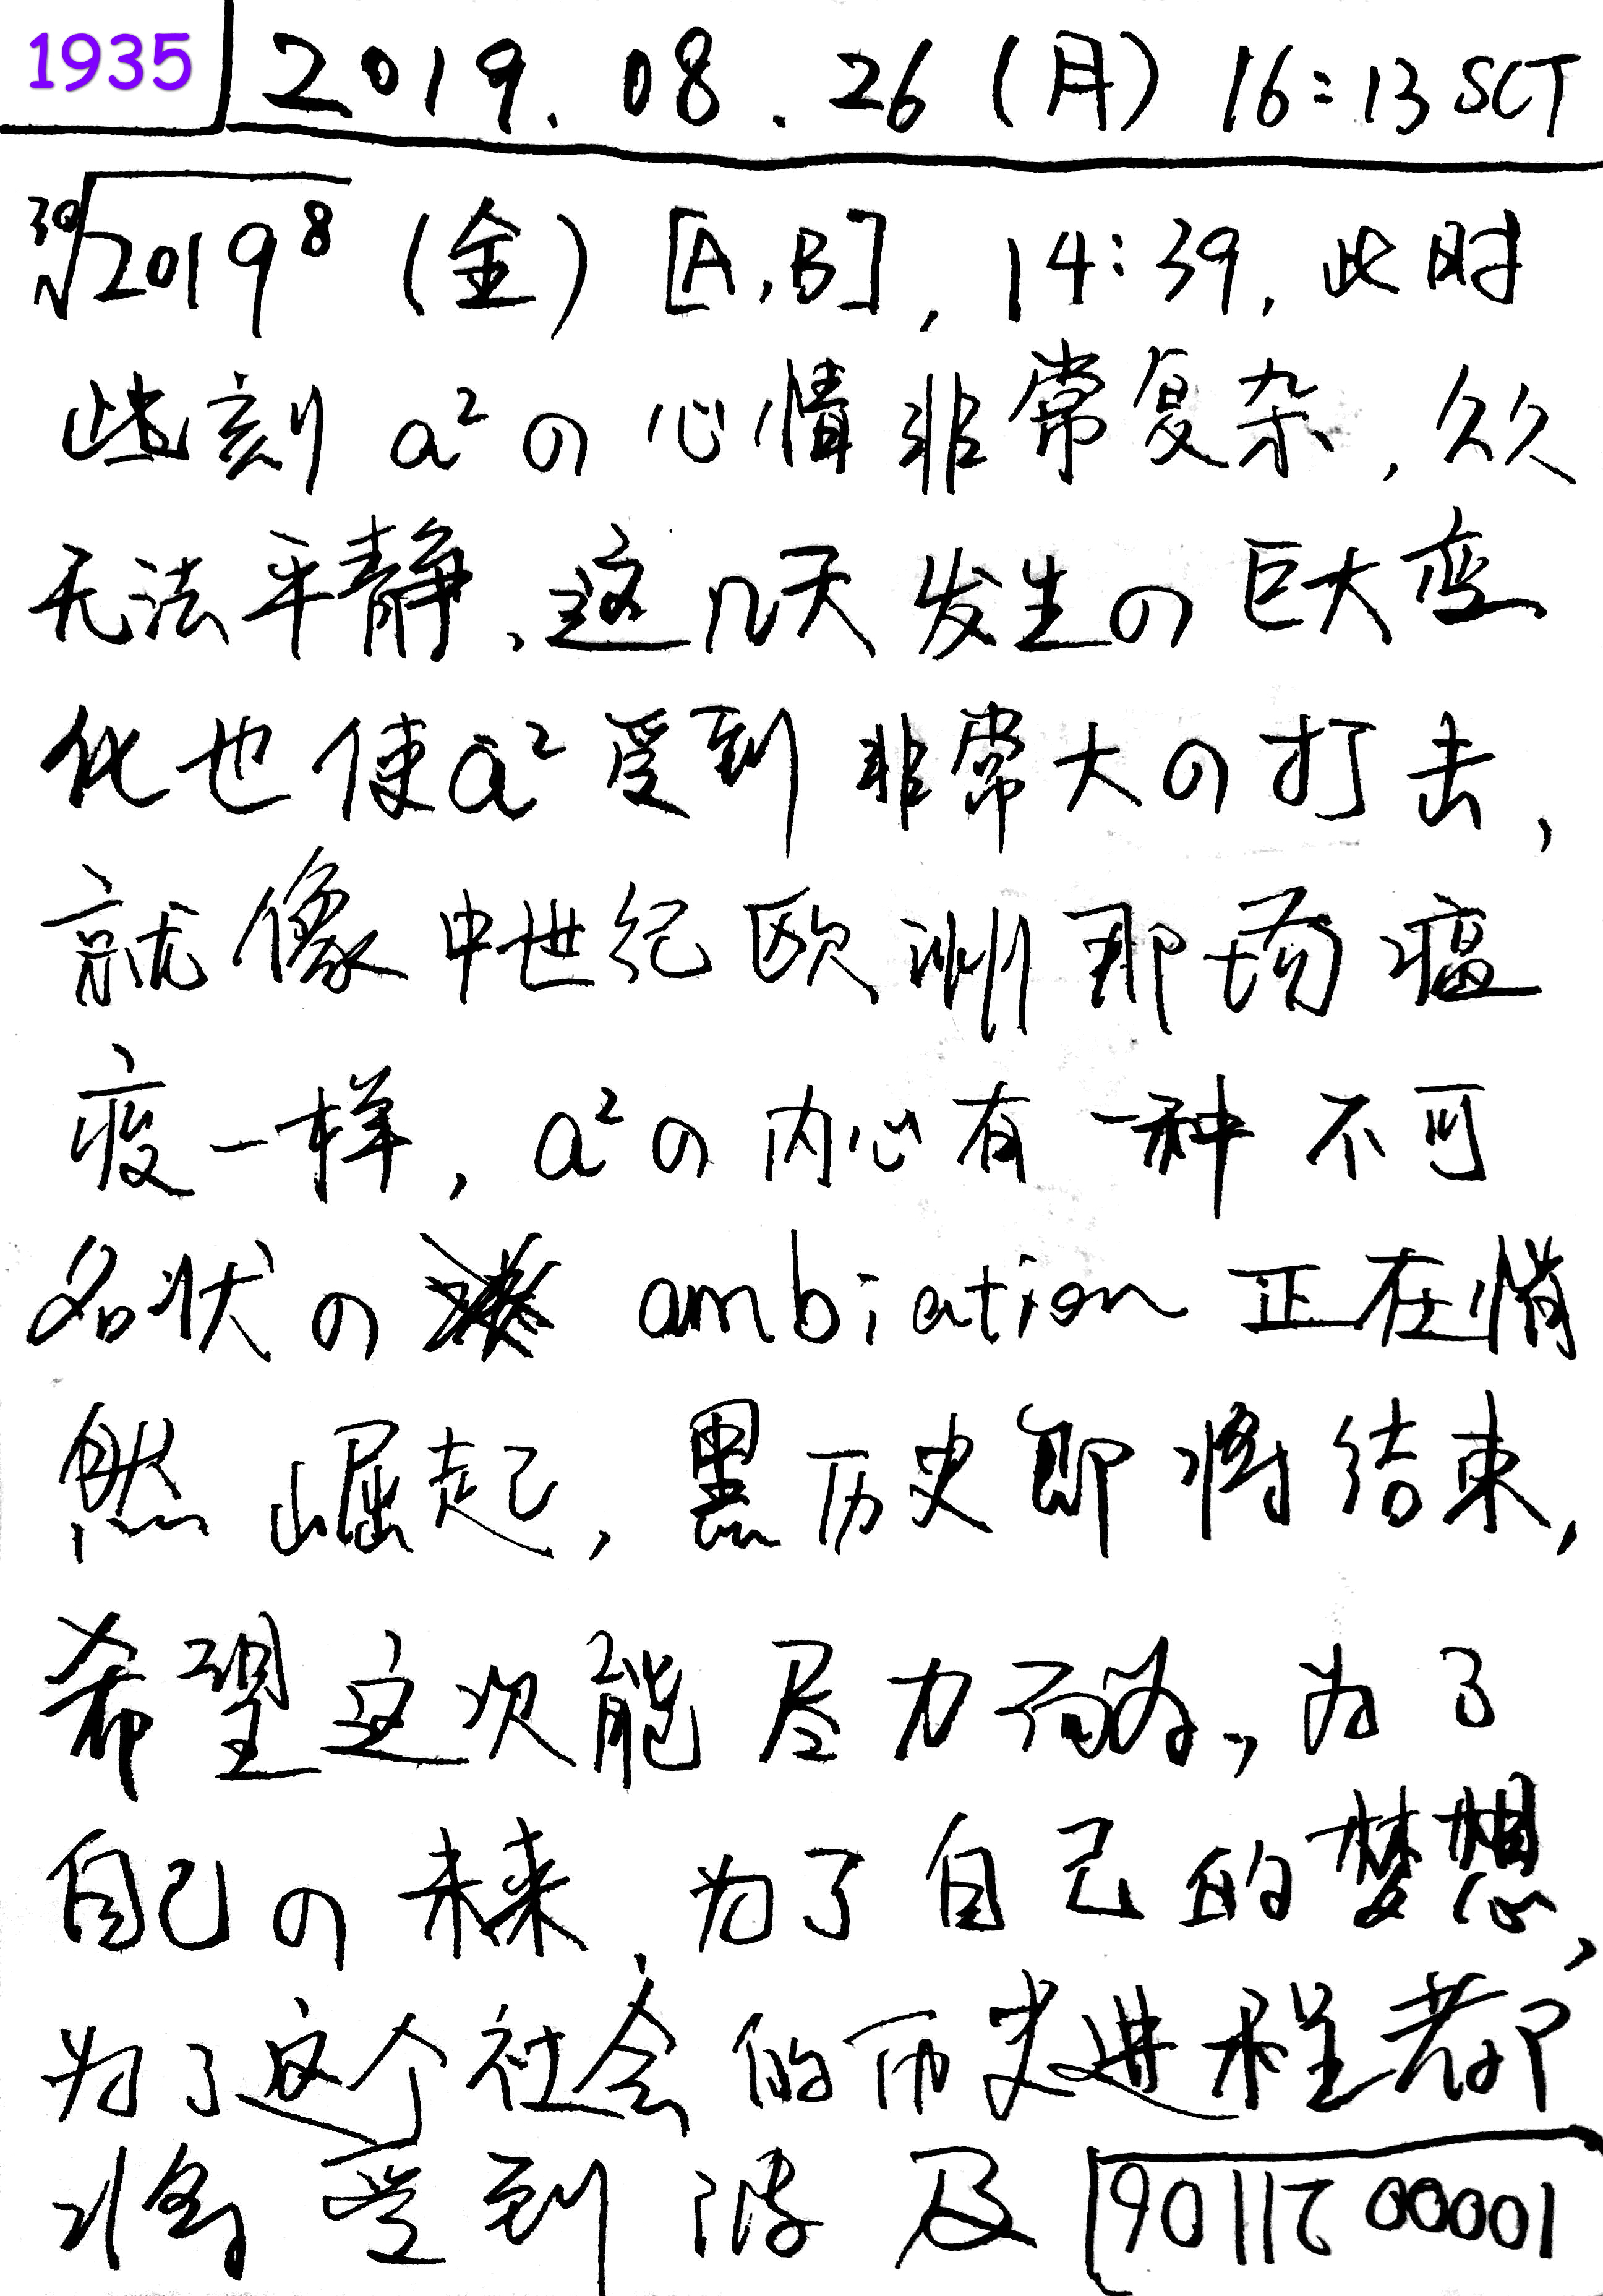 1935 2019.08.26(月) 16:13 SCT
³⁰√2019⁸ (金) [A,B], 14:39, 此时
此刻 a²の心情非常复杂,久久
无法平静、这几天发生の巨大变
化也使a²受到非常大の打击,
就像中世纪欧洲那场瘟
疫一样,a²の内心有一种不可
名状の ambiation 正在悄
然崛起,黑历史即将结束,
希望这次能尽力而为,为了
自己の未来、为了自己的梦想,
为了这个社会的历史进程都
将受到波及 90117C00001